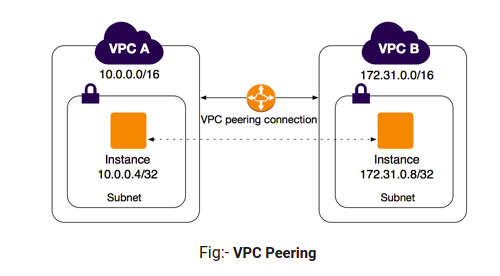 VPC A
10.0.0.0/16
Instance
10.0.0.4/32
Subnet
VPC peering connection
VPC B
172.31.0.0/16
Instance
172.31.0.8/32
Subnet
Fig:- VPC Peering